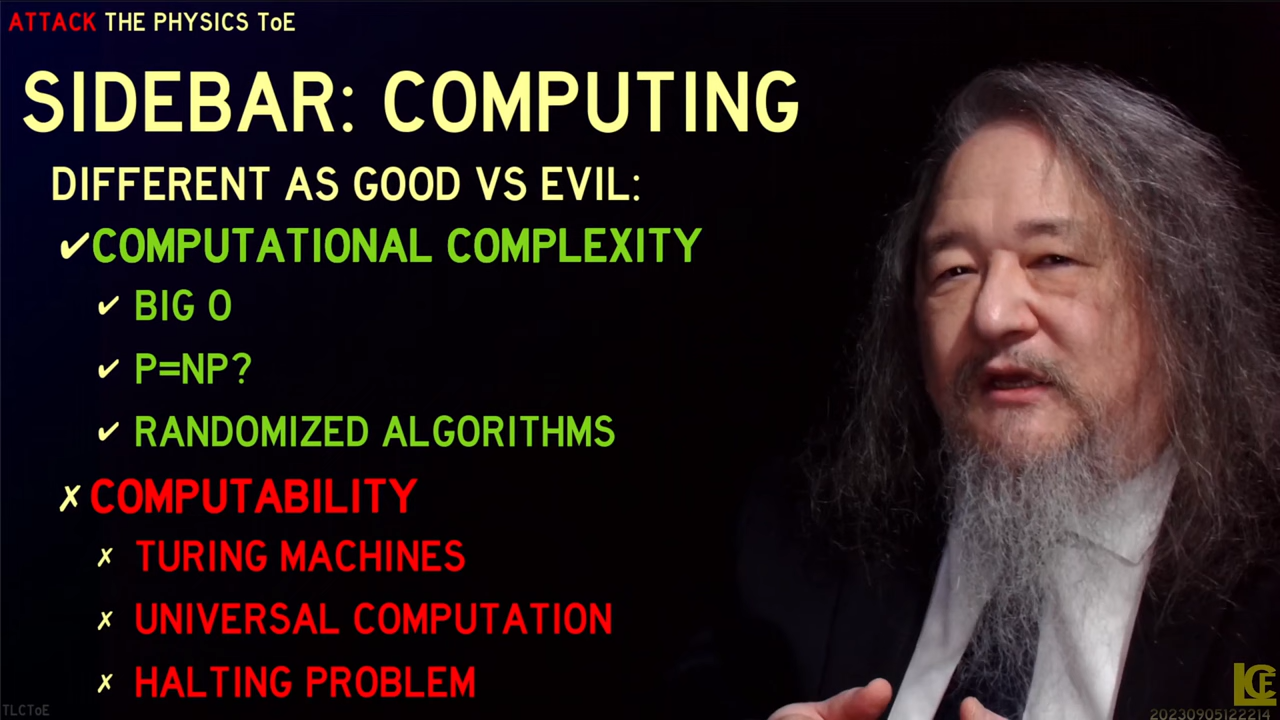 ATTACK THE PHYSICS ToE
SIDEBAR: COMPUTING
DIFFERENT AS GOOD VS EVIL:
✔COMPUTATIONAL COMPLEXITY
✔ BIG O
✔ P=NP?
✔ RANDOMIZED ALGORITHMS
✗ COMPUTABILITY
✗ TURING MACHINES
✗ UNIVERSAL COMPUTATION
✗ HALTING PROBLEM
TLCToE
20230905122214